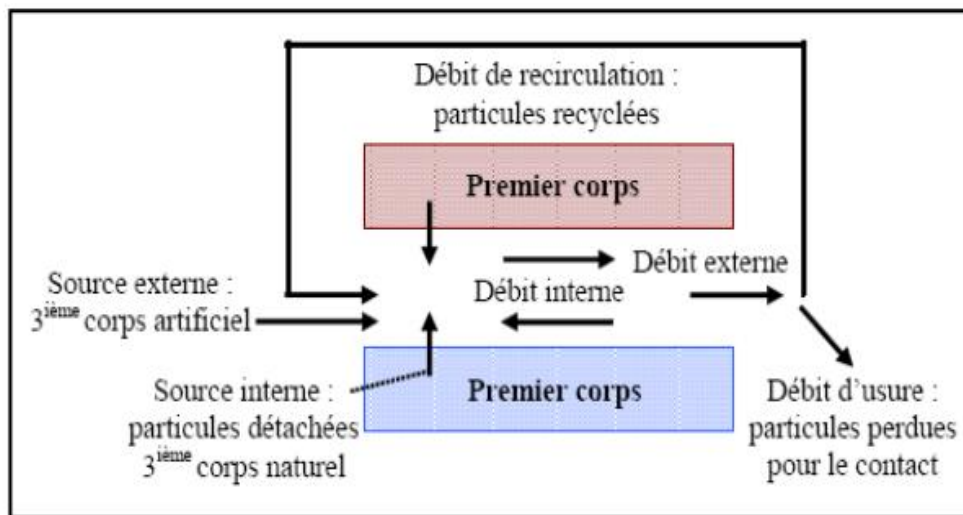 Débit de recirculation :
particules recyclées
Premier corps
Débit externe
Source externe :
3ième corps artificiel
Débit interne
Premier corps
Source interne :
particules détachées
3ième corps naturel
Débit d'usure :
particules perdues
pour le contact